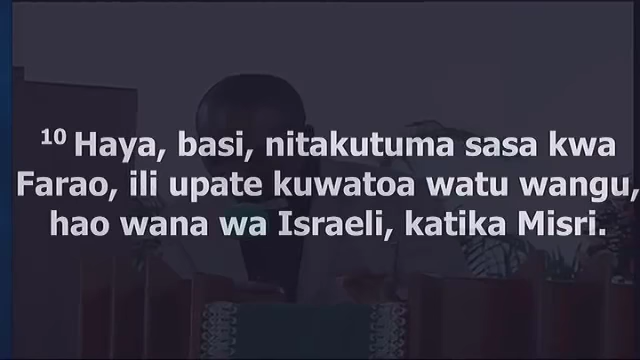 10 Haya, basi, nitakutuma sasa kwa
Farao, ili upate kuwatoa watu wangu,
hao wana wa Israeli, katika Misri.